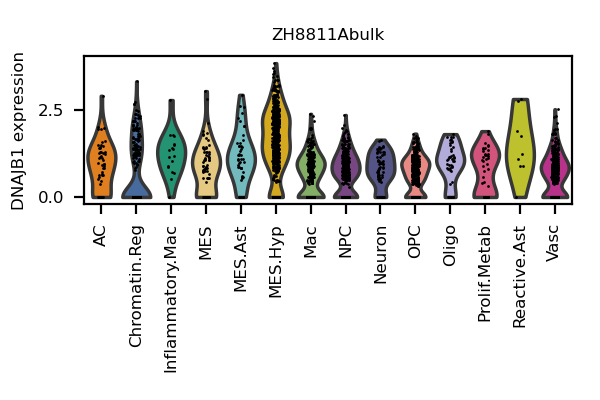 ZH8811Abulk
DNAJB1 expression
2.5
0.0
AC
Chromatin.Reg
Inflammatory.Mac
MES
MES.Ast
MES.Hyp
Mac
NPC
Neuron
OPC
Oligo
Prolif.Metab
Reactive.Ast
Vasc